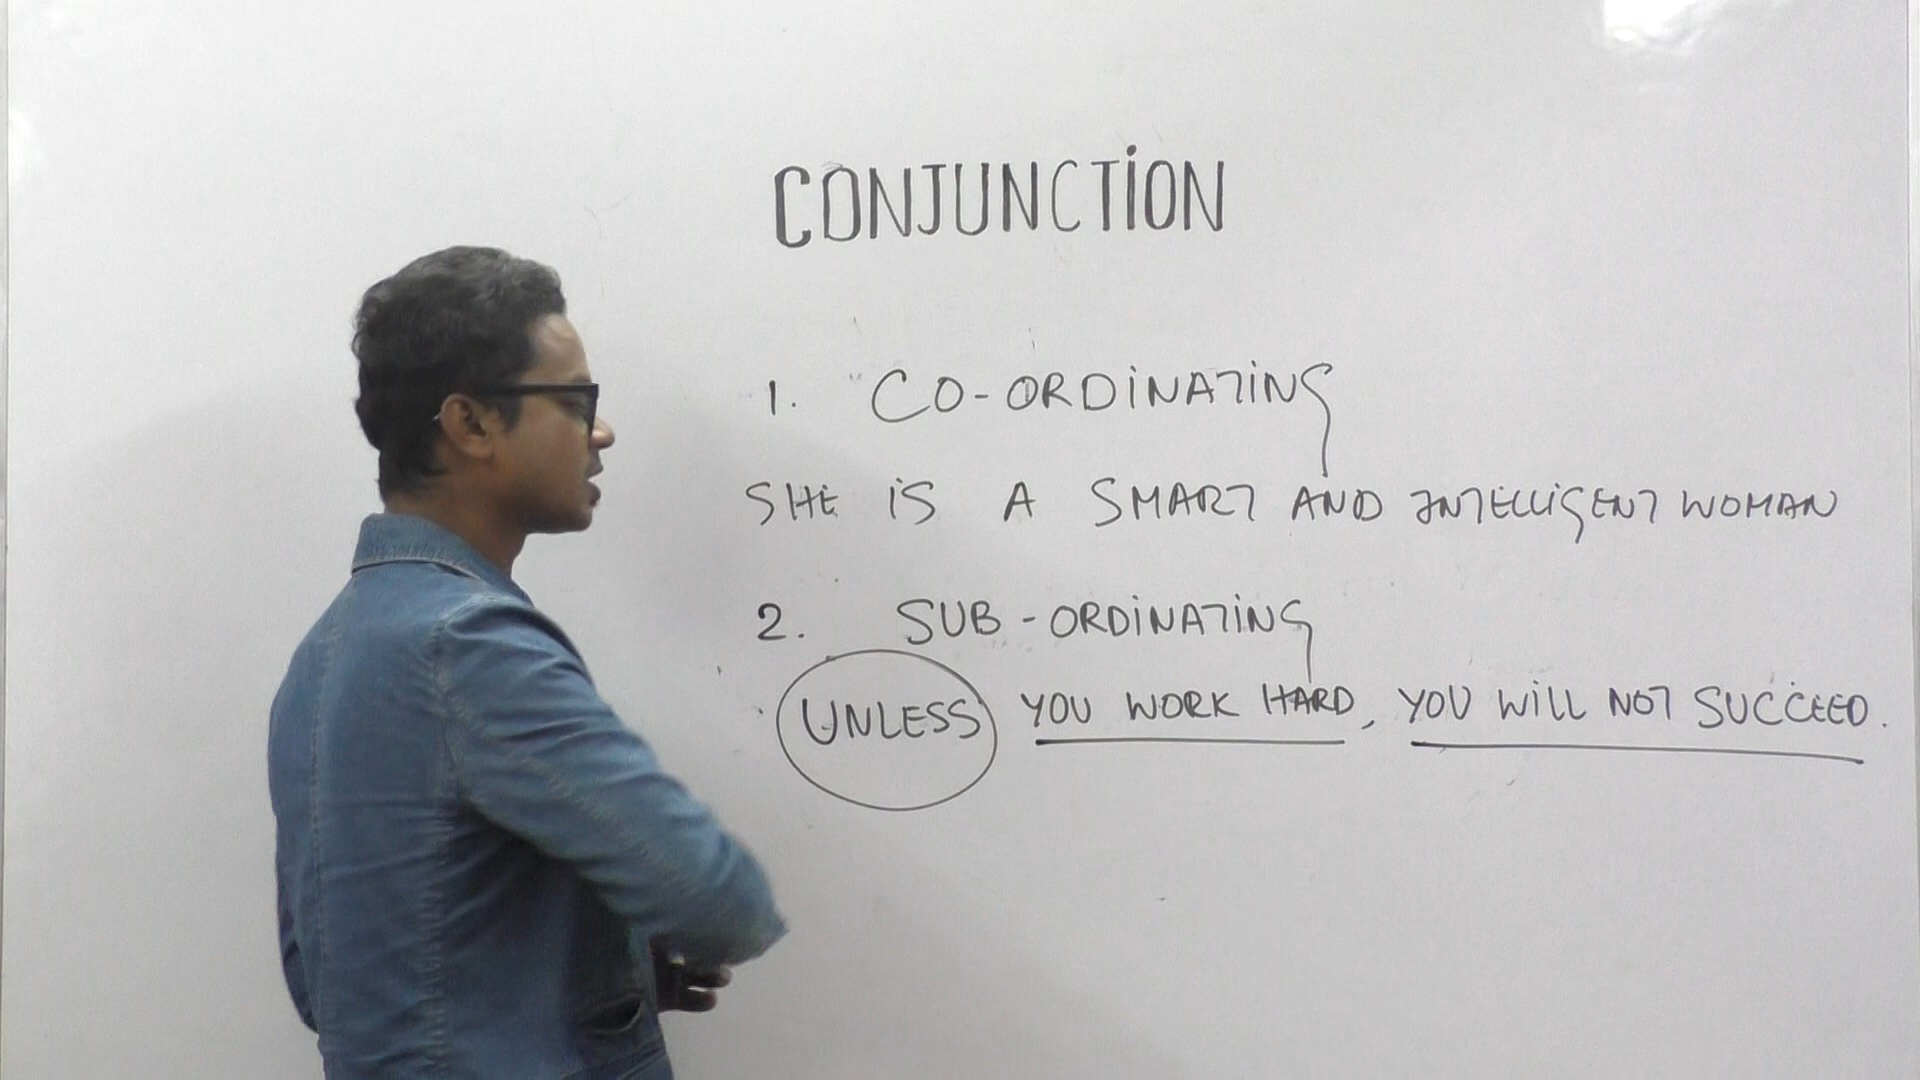 CONJUNCTION
1. CO-ORDINATING
SHE IS A SMART AND INTELLIGENT WOMAN
2. SUB-ORDINATING
UNLESS YOU WORK HARD, YOU WILL NOT SUCCEED.